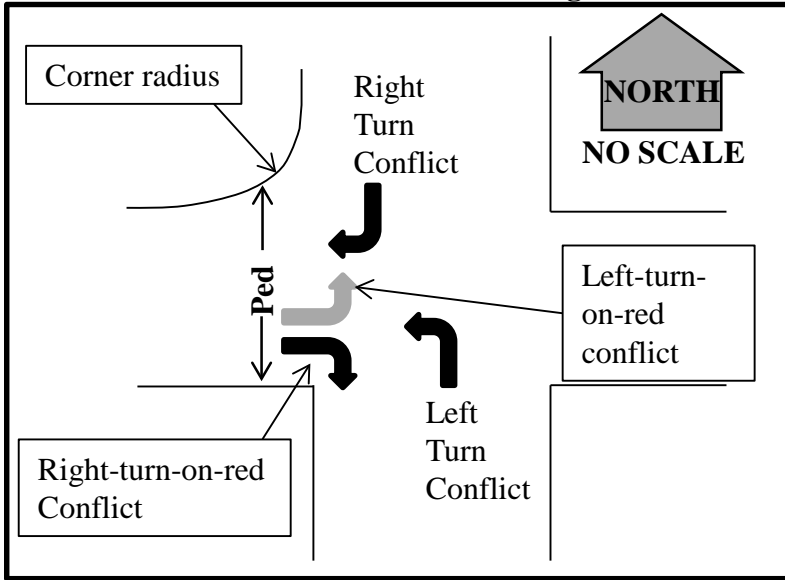 Corner radius
Right
Turn
Conflict
NORTH
NO SCALE
Ped
Left-turn-
on-red
conflict
Right-turn-on-red
Conflict
Left
Turn
Conflict